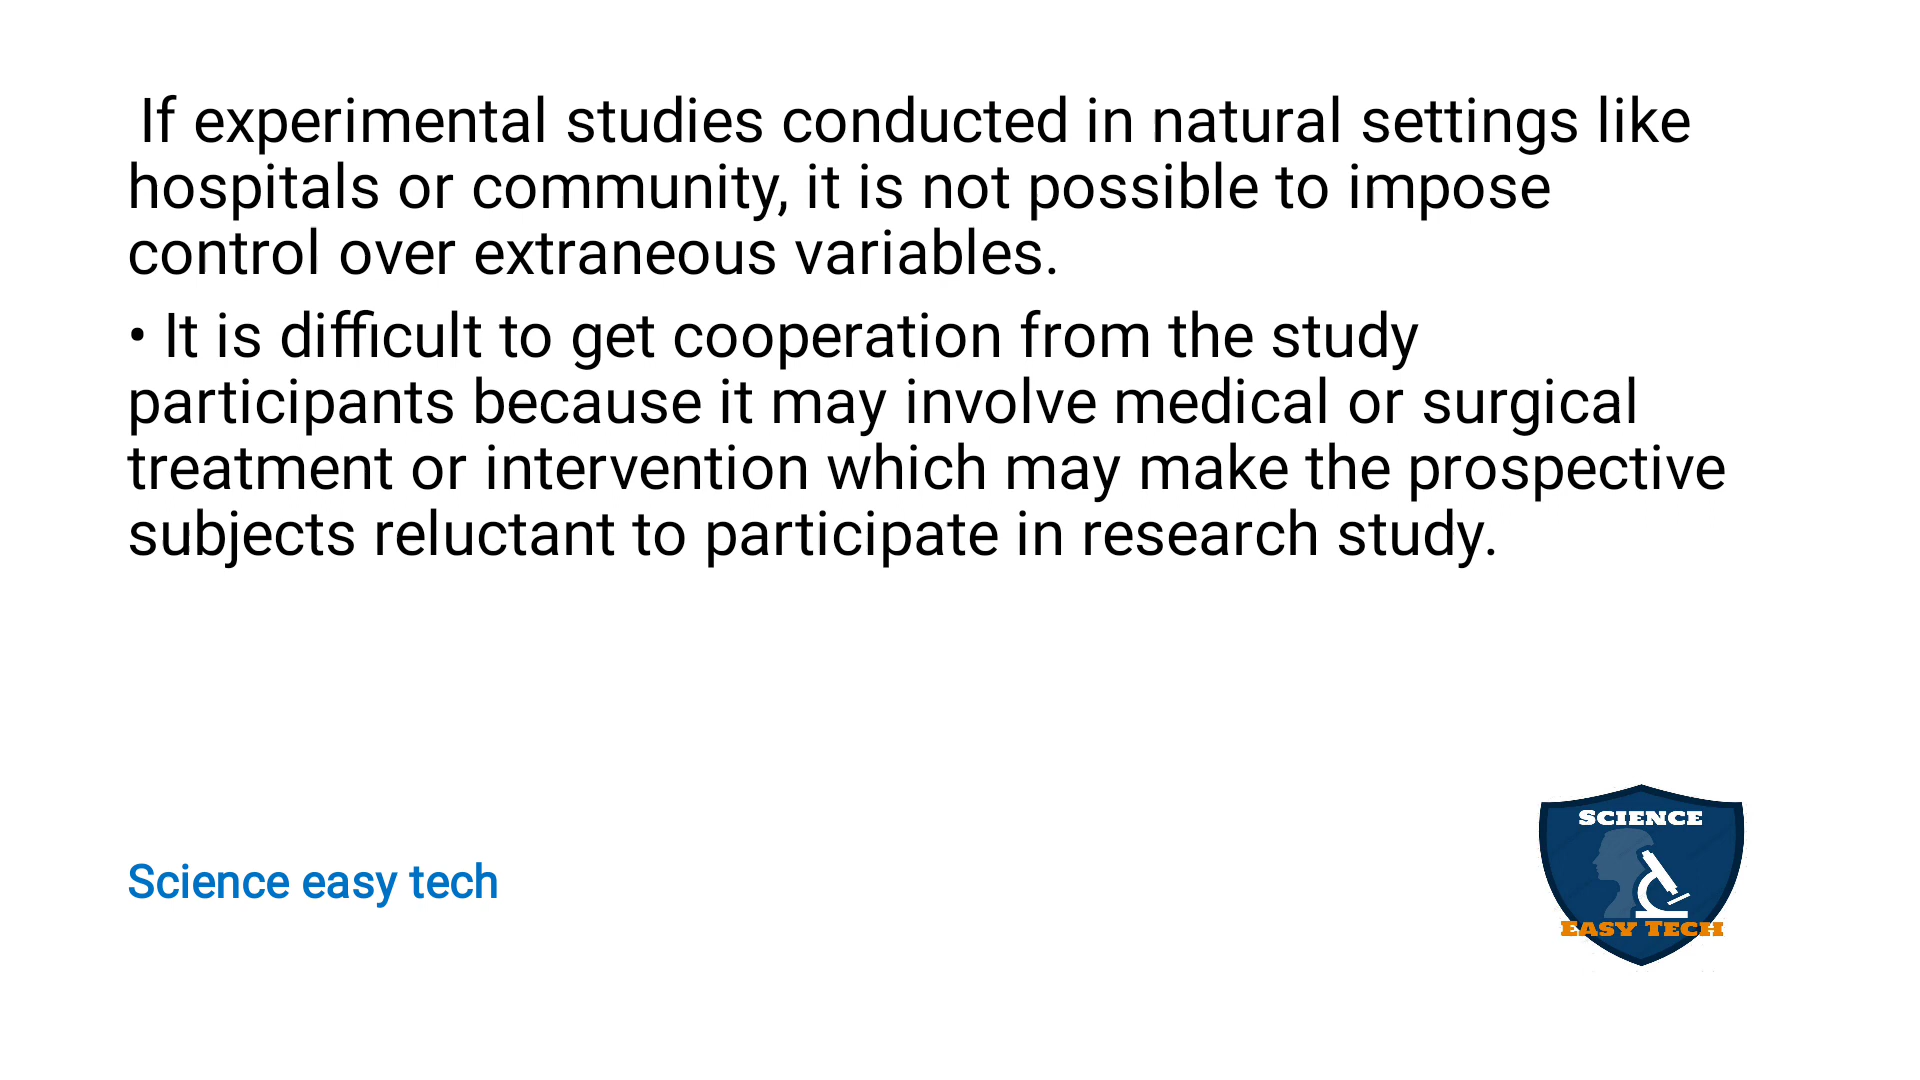 If experimental studies conducted in natural settings like
hospitals or community, it is not possible to impose
control over extraneous variables.
• It is difficult to get cooperation from the study
participants because it may involve medical or surgical
treatment or intervention which may make the prospective
subjects reluctant to participate in research study.
Science easy tech
SCIENCE
EASY TECH